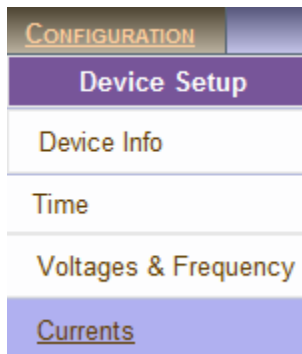 CONFIGURATION
Device Setup
Device Info
Time
Voltages & Frequency
Currents